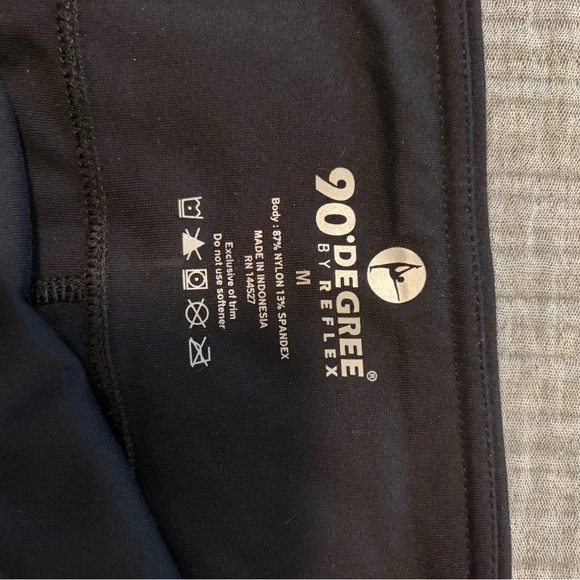 90°DEGREE®
BY REFLEX
M
Body : 87% NYLON 13% SPANDEX
MADE IN INDONESIA
RN 144527
Exclusive of trim
Do not use softener